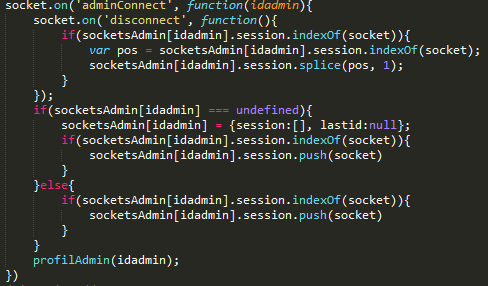 socket.on('adminConnect', function(idadmin){
socket.on('disconnect', function(){
if(socketsAdmin[idadmin].session.indexOf(socket)){
var pos = socketsAdmin[idadmin].session.indexOf(socket);
socketsAdmin[idadmin].session.splice(pos, 1);
}
});
if(socketsAdmin[idadmin] === undefined){
socketsAdmin[idadmin] = {session:[], lastid:null};
if(socketsAdmin[idadmin].session.indexOf(socket)){
socketsAdmin[idadmin].session.push(socket)
}
}else{
if(socketsAdmin[idadmin].session.indexOf(socket)){
socketsAdmin[idadmin].session.push(socket)
}
}
profilAdmin(idadmin);
})